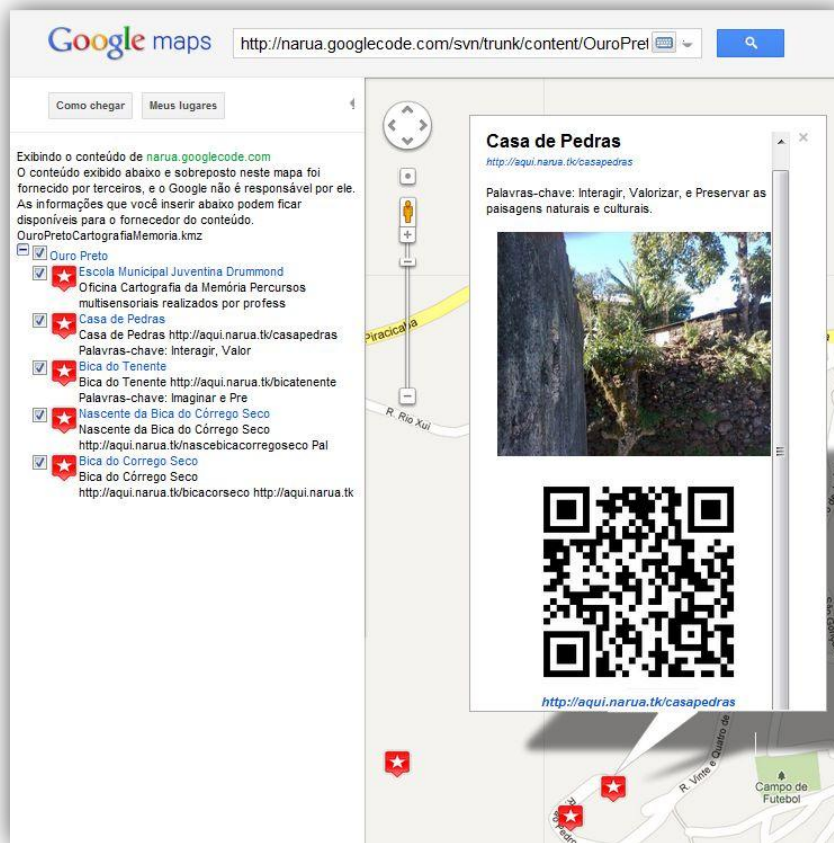 Google maps
http://narua.googlecode.com/svn/trunk/content/OuroPret
Como chegar
Meus lugares
Exibindo o conteúdo de narua.googlecode.com
O conteúdo exibido abaixo e sobreposto neste mapa foi
fornecido por terceiros, e o Google não é responsável por ele.
As informações que você inserir abaixo podem ficar
disponíveis para o fornecedor do conteúdo.
OuroPretoCartografiaMemoria.kmz
Ouro Preto
Escola Municipal Juventina Drummond
Oficina Cartografia da Memória Percursos
multisensoriais realizados por profess
Casa de Pedras
Casa de Pedras http://aqui.narua.tk/casapedras
Palavras-chave: Interagir, Valor
Bica do Tenente
Bica do Tenente http://aqui.narua.tk/bicatenente
Palavras-chave: Imaginar e Pre
Nascente da Bica do Córrego Seco
Nascente da Bica do Córrego Seco
http://aqui.narua.tk/nascebicacorregoseco Pal
Bica do Corrego Seco
Bica do Córrego Seco
http://aqui.narua.tk/bicacorseco http://aqui.narua.tk
Casa de Pedras
http://aqui.narua.tk/casapedras
Palavras-chave: Interagir, Valorizar, e Preservar as
paisagens naturais e culturais.
http://aqui.narua.tk/casapedras
Piracicaba
R. Rio Xui
R. Vinte e Quatro de
Campo de
Futebol